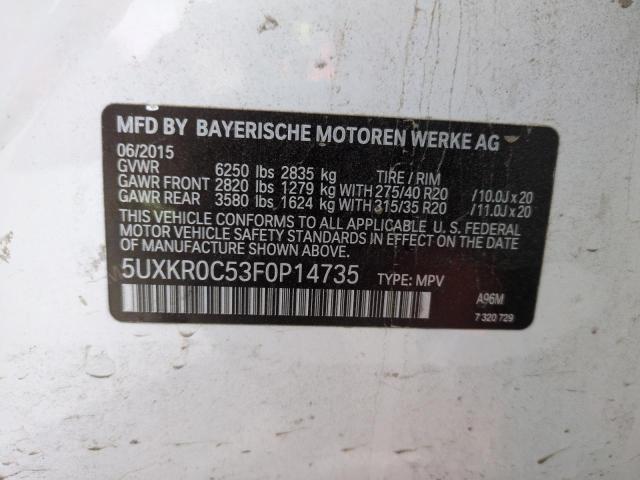 MFD BY BAYERISCHE MOTOREN WERKE AG
06/2015
GVWR 6250 lbs 2835 kg TIRE / RIM
GAWR FRONT 2820 lbs 1279 kg WITH 275/40 R20 / 10.0J x 20
GAWR REAR 3580 lbs 1624 kg WITH 315/35 R20 / 11.0J x 20
THIS VEHICLE CONFORMS TO ALL APPLICABLE U. S. FEDERAL
MOTOR VEHICLE SAFETY STANDARDS IN EFFECT ON THE DATE OF
MANUFACTURE SHOWN ABOVE.
5UXKR0C53F0P14735 TYPE: MPV A96M
7 320 729